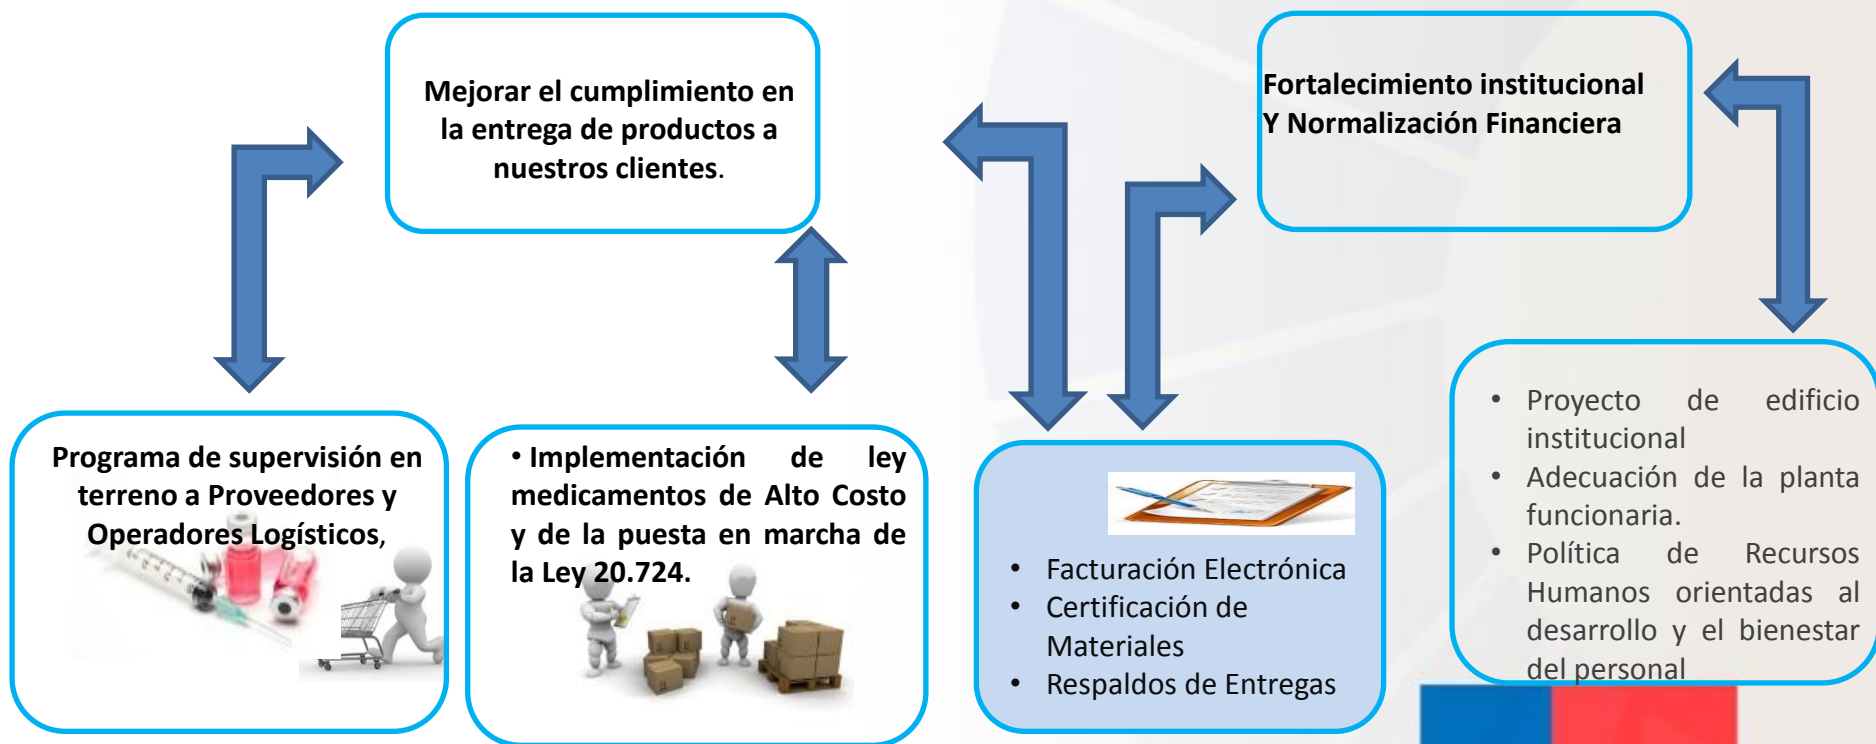 Mejorar el cumplimiento en
la entrega de productos a
nuestros clientes.
Fortalecimiento institucional
Y Normalización Financiera
Programa de supervisión en
terreno a Proveedores y
Operadores Logísticos,
• Implementación de ley
medicamentos de Alto Costo
y de la puesta en marcha de
la Ley 20.724.
• Facturación Electrónica
• Certificación de
Materiales
• Respaldos de Entregas
• Proyecto de edificio
institucional
• Adecuación de la planta
funcionaria.
• Política de Recursos
Humanos orientadas al
desarrollo y el bienestar
del personal